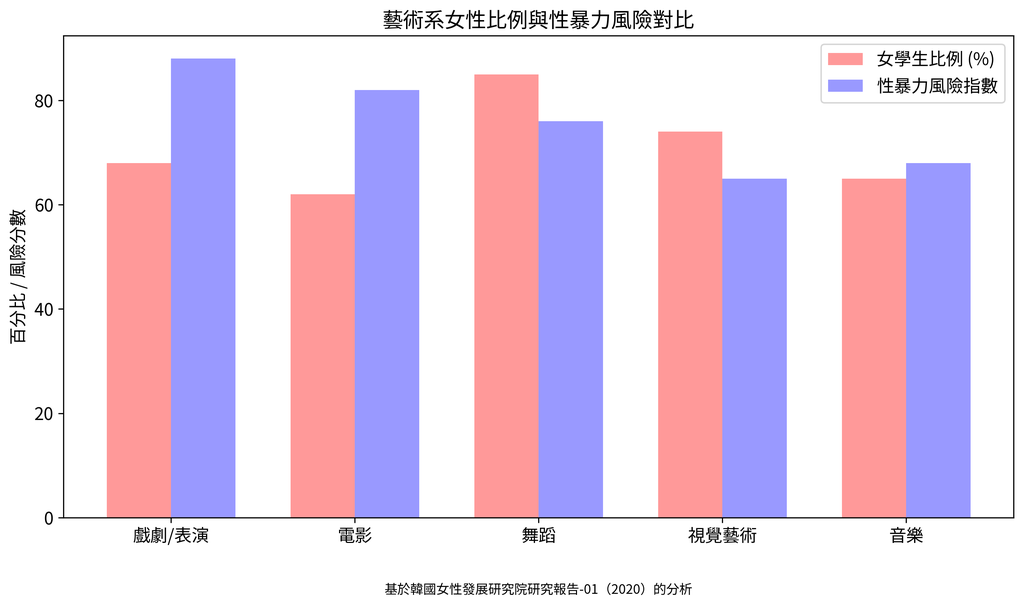 藝術系女性比例與性暴力風險對比
女學生比例 (%)
性暴力風險指數
百分比 / 風險分數
80
60
40
20
0
戲劇/表演
電影
舞蹈
視覺藝術
音樂
基於韓國女性發展研究院研究報告-01（2020）的分析